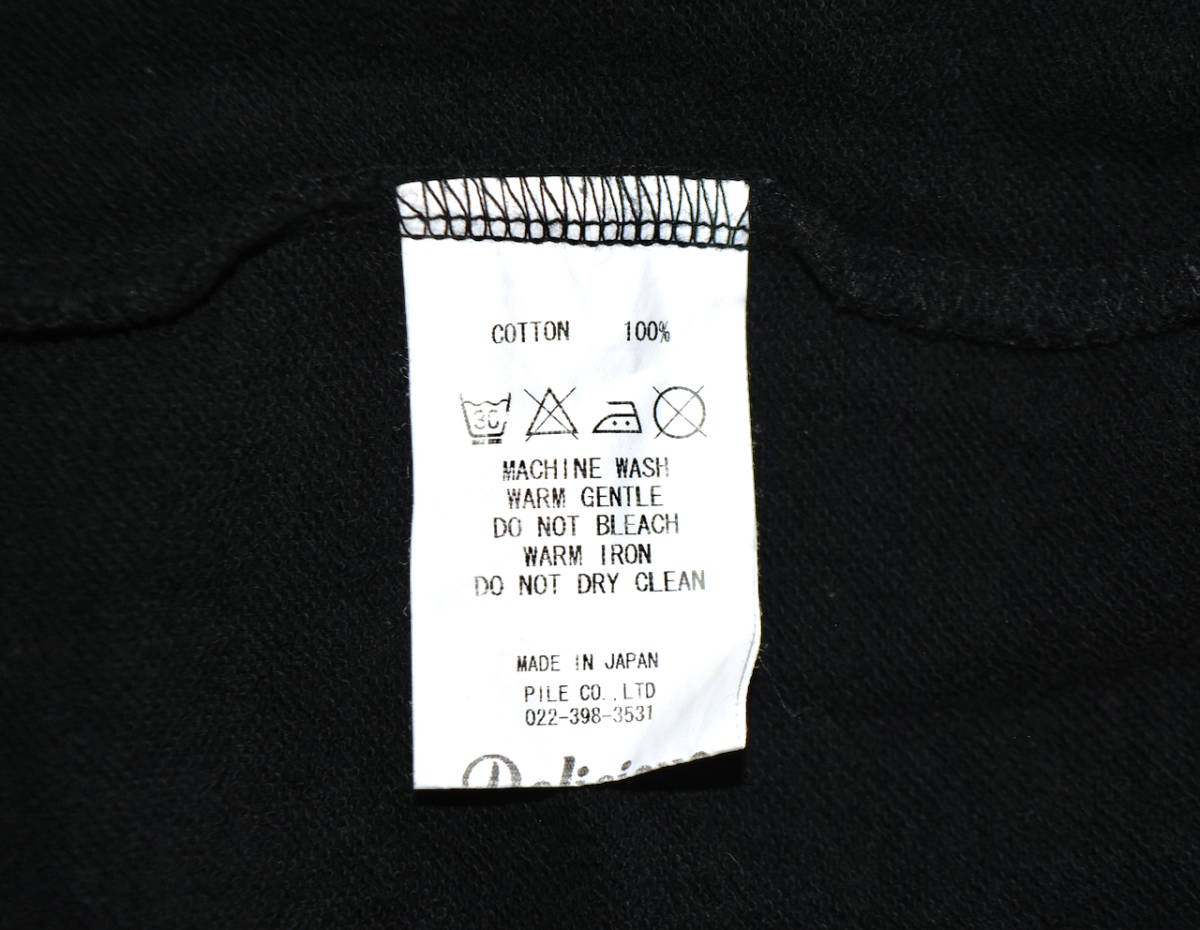 COTTON 100%
30
MACHINE WASH
WARM GENTLE
DO NOT BLEACH
WARM IRON
DO NOT DRY CLEAN
MADE IN JAPAN
PILE CO.,LTD
022-398-3531
Delicious